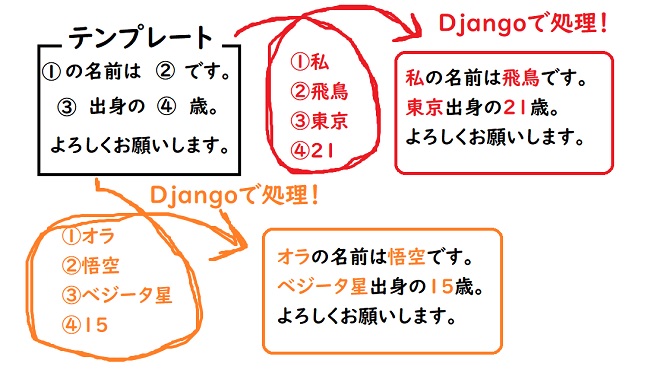 テンプレート
①の名前は ② です。
③ 出身の ④ 歳。
よろしくお願いします。
①私
②飛鳥
③東京
④21
Djangoで処理!
私の名前は飛鳥です。
東京出身の21歳。
よろしくお願いします。
Djangoで処理!
①オラ
②悟空
③ベジータ星
④15
オラの名前は悟空です。
ベジータ星出身の15歳。
よろしくお願いします。